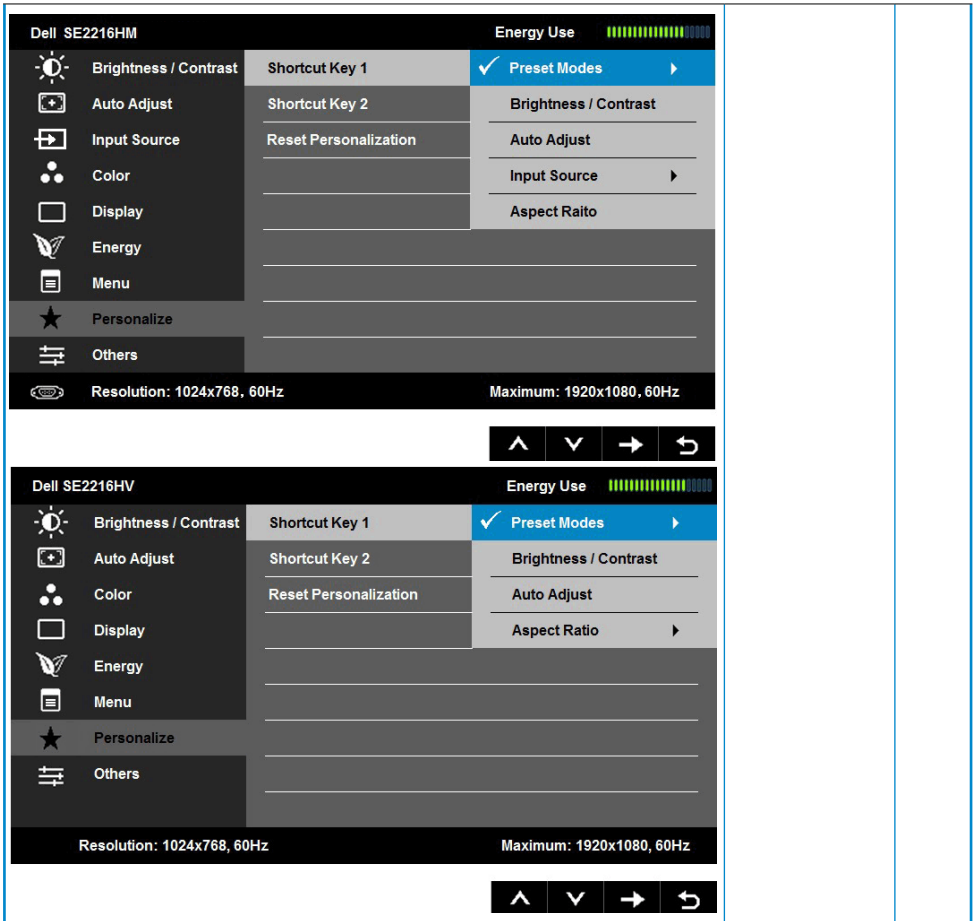 Dell SE2216HM Energy Use
Brightness / Contrast Shortcut Key 1 Preset Modes
Auto Adjust Shortcut Key 2 Brightness / Contrast
Input Source Reset Personalization Auto Adjust
Color Input Source
Display Aspect Raito
Energy
Menu
Personalize
Others
Resolution: 1024x768, 60Hz Maximum: 1920x1080, 60Hz
Dell SE2216HV Energy Use
Brightness / Contrast Shortcut Key 1 Preset Modes
Auto Adjust Shortcut Key 2 Brightness / Contrast
Color Reset Personalization Auto Adjust
Display Aspect Ratio
Energy
Menu
Personalize
Others
Resolution: 1024x768, 60Hz Maximum: 1920x1080, 60Hz